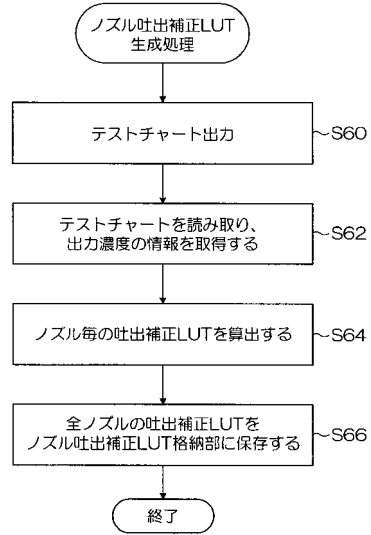 ノズル吐出補正LUT
生成処理
テストチャート出力
S60
テストチャートを読み取り、
出力濃度の情報を取得する
S62
ノズル毎の吐出補正LUTを算出する
S64
全ノズルの吐出補正LUTを
ノズル吐出補正LUT格納部に保存する
S66
終了